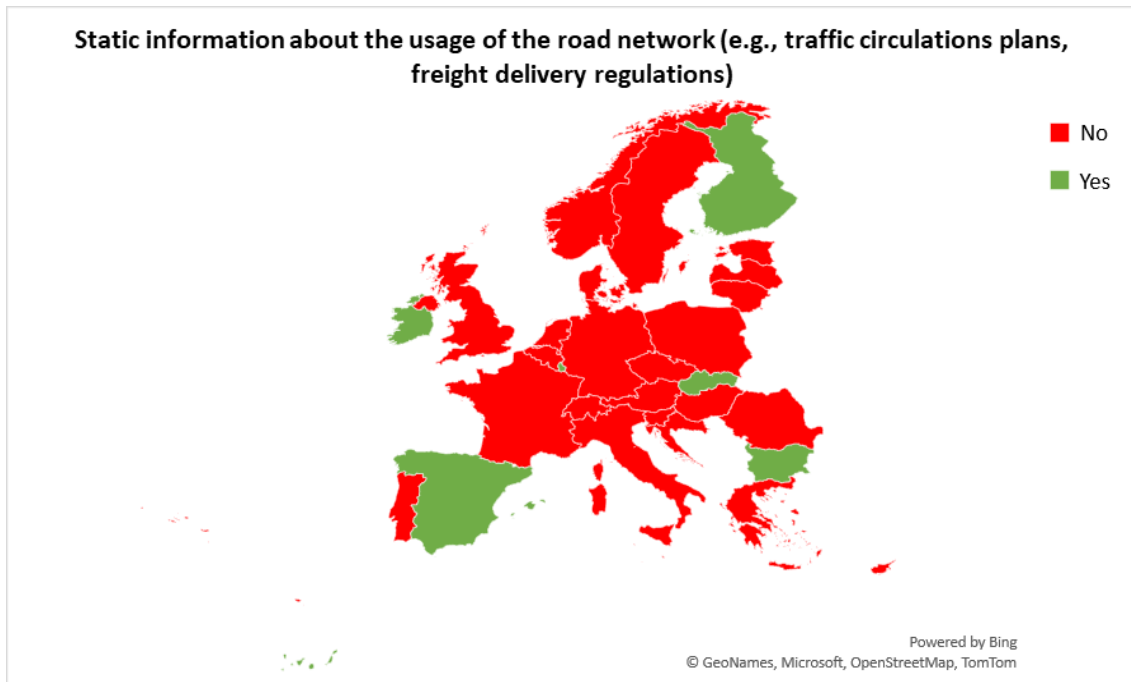 Static information about the usage of the road network (e.g., traffic circulations plans,
freight delivery regulations)
No
Yes
Powered by Bing
© GeoNames, Microsoft, OpenStreetMap, TomTom